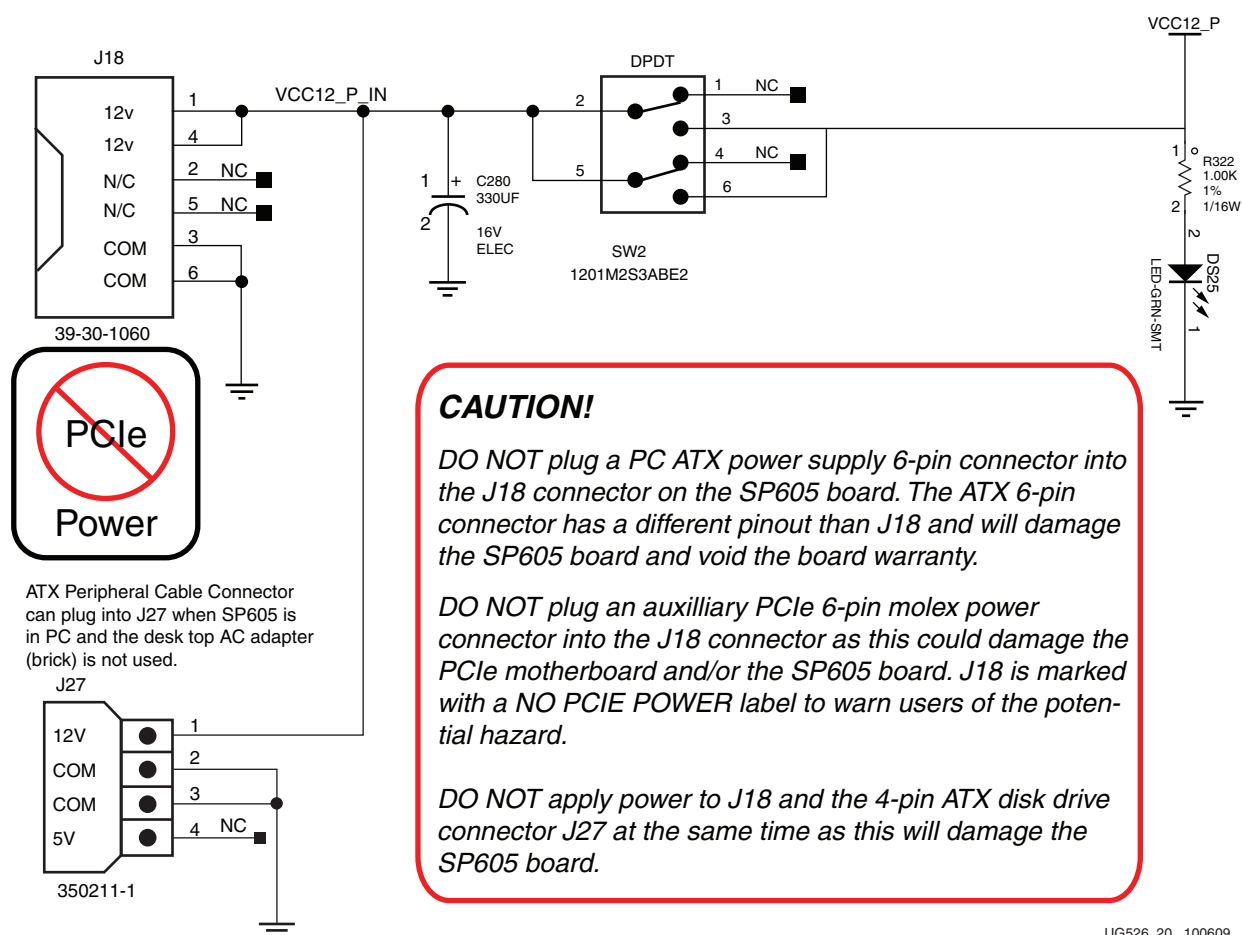 VCC12_P
J18
DPDT
12v 1 VCC12_P_IN 2 1 NC
12v 4 3
N/C 2 NC 4 NC
N/C 5 NC 5 6
COM 3
COM 6
39-30-1060
1 + C280
330UF
2 16V
ELEC
SW2
1201M2S3ABE2
1 R322
1.00K
1%
2 1/16W
2
DS25
LED-GRN-SMT
1
PCIe
Power
ATX Peripheral Cable Connector
can plug into J27 when SP605 is
in PC and the desk top AC adapter
(brick) is not used.
J27
12V 1
COM 2
COM 3
5V 4 NC
350211-1
CAUTION!
DO NOT plug a PC ATX power supply 6-pin connector into
the J18 connector on the SP605 board. The ATX 6-pin
connector has a different pinout than J18 and will damage
the SP605 board and void the board warranty.
DO NOT plug an auxilliary PCIe 6-pin molex power
connector into the J18 connector as this could damage the
PCIe motherboard and/or the SP605 board. J18 is marked
with a NO PCIE POWER label to warn users of the poten-
tial hazard.
DO NOT apply power to J18 and the 4-pin ATX disk drive
connector J27 at the same time as this will damage the
SP605 board.
UG526_20_100609